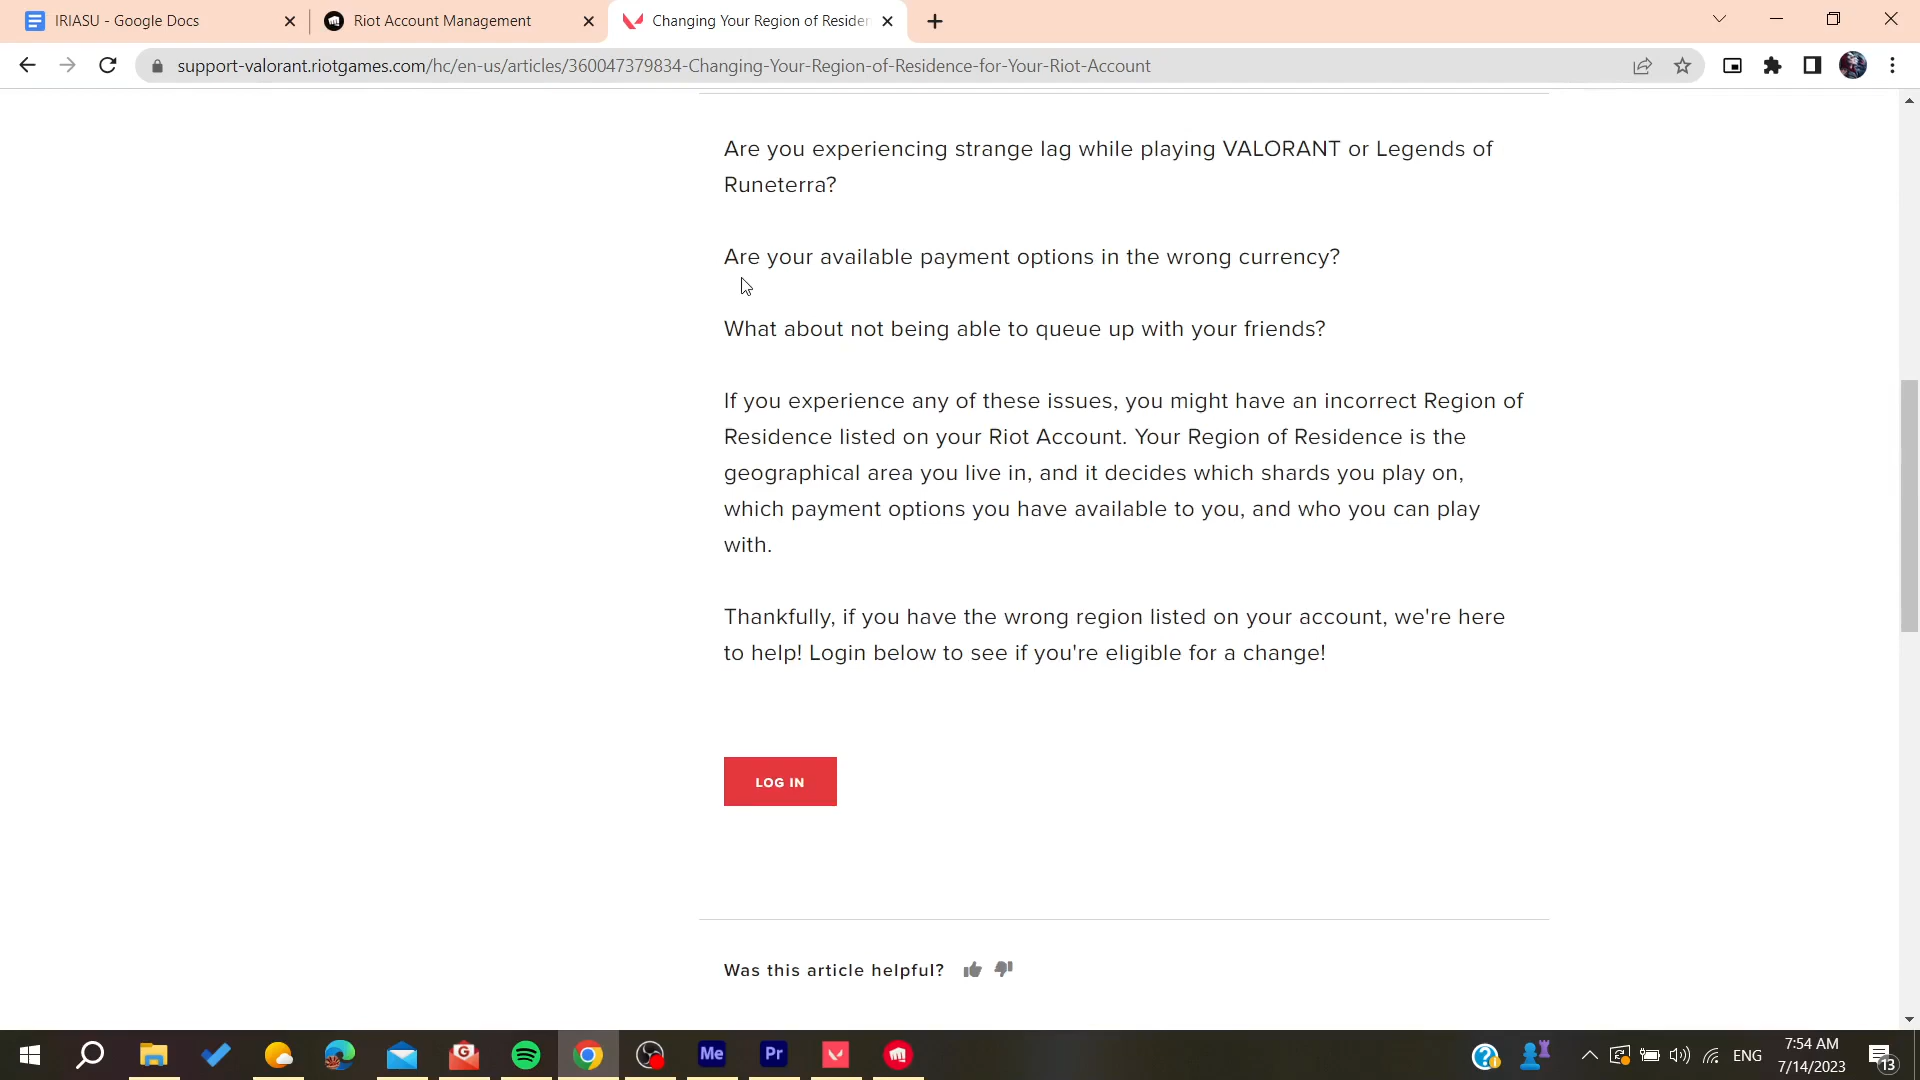 IRIASU - Google Docs
Riot Account Management
Changing Your Region of Residen
support-valorant.riotgames.com/hc/en-us/articles/360047379834-Changing-Your-Region-of-Residence-for-Your-Riot-Account
Are you experiencing strange lag while playing VALORANT or Legends of
Runeterra?
Are your available payment options in the wrong currency?
What about not being able to queue up with your friends?
If you experience any of these issues, you might have an incorrect Region of
Residence listed on your Riot Account. Your Region of Residence is the
geographical area you live in, and it decides which shards you play on,
which payment options you have available to you, and who you can play
with.
Thankfully, if you have the wrong region listed on your account, we're here
to help! Login below to see if you're eligible for a change!
LOG IN
Was this article helpful?
G
Me
Pr
ENG
7:54 AM
7/14/2023
13